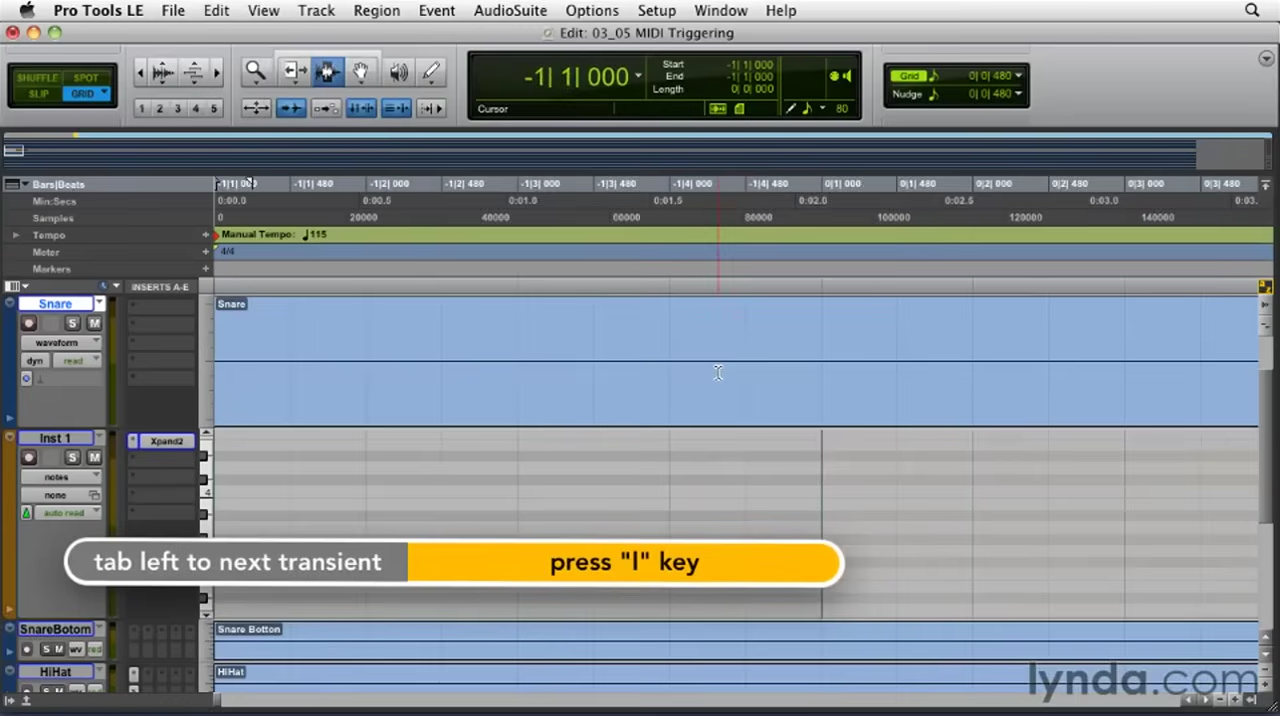 Pro Tools LE File Edit View Track Region Event AudioSuite Options Setup Window Help
Edit: 03_05 MIDI Triggering
SHUFFLE SPOT
SLIP GRID
1 2 3 4 5
-1| 1| 000
Start -1| 1| 000
End -1| 1| 000
Length 0| 0| 000
Cursor
80
Grid 0| 0| 480
Nudge 0| 0| 480
Bars|Beats -1|1| 000 -1|1| 480 -1|2| 000 -1|2| 480 -1|3| 000 -1|3| 480 -1|4| 000 -1|4| 480 0|1| 000 0|1| 480 0|2| 000 0|2| 480 0|3| 000 0|3| 480
Min:Secs 0:00.0 0:00.5 0:01.0 0:01.5 0:02.0 0:02.5 0:03.0 0:03.
Samples 0 20000 40000 60000 80000 100000 120000 140000
Tempo Manual Tempo: 115
Meter 4/4
Markers
INSERTS A-E
Snare Snare
S M
waveform
dyn read
Inst 1 Xpand2
S M
notes
none 4
auto read
tab left to next transient press "l" key
SnareBotom Snare Botton
S M wv red
HiHat HiHat
lynda.com